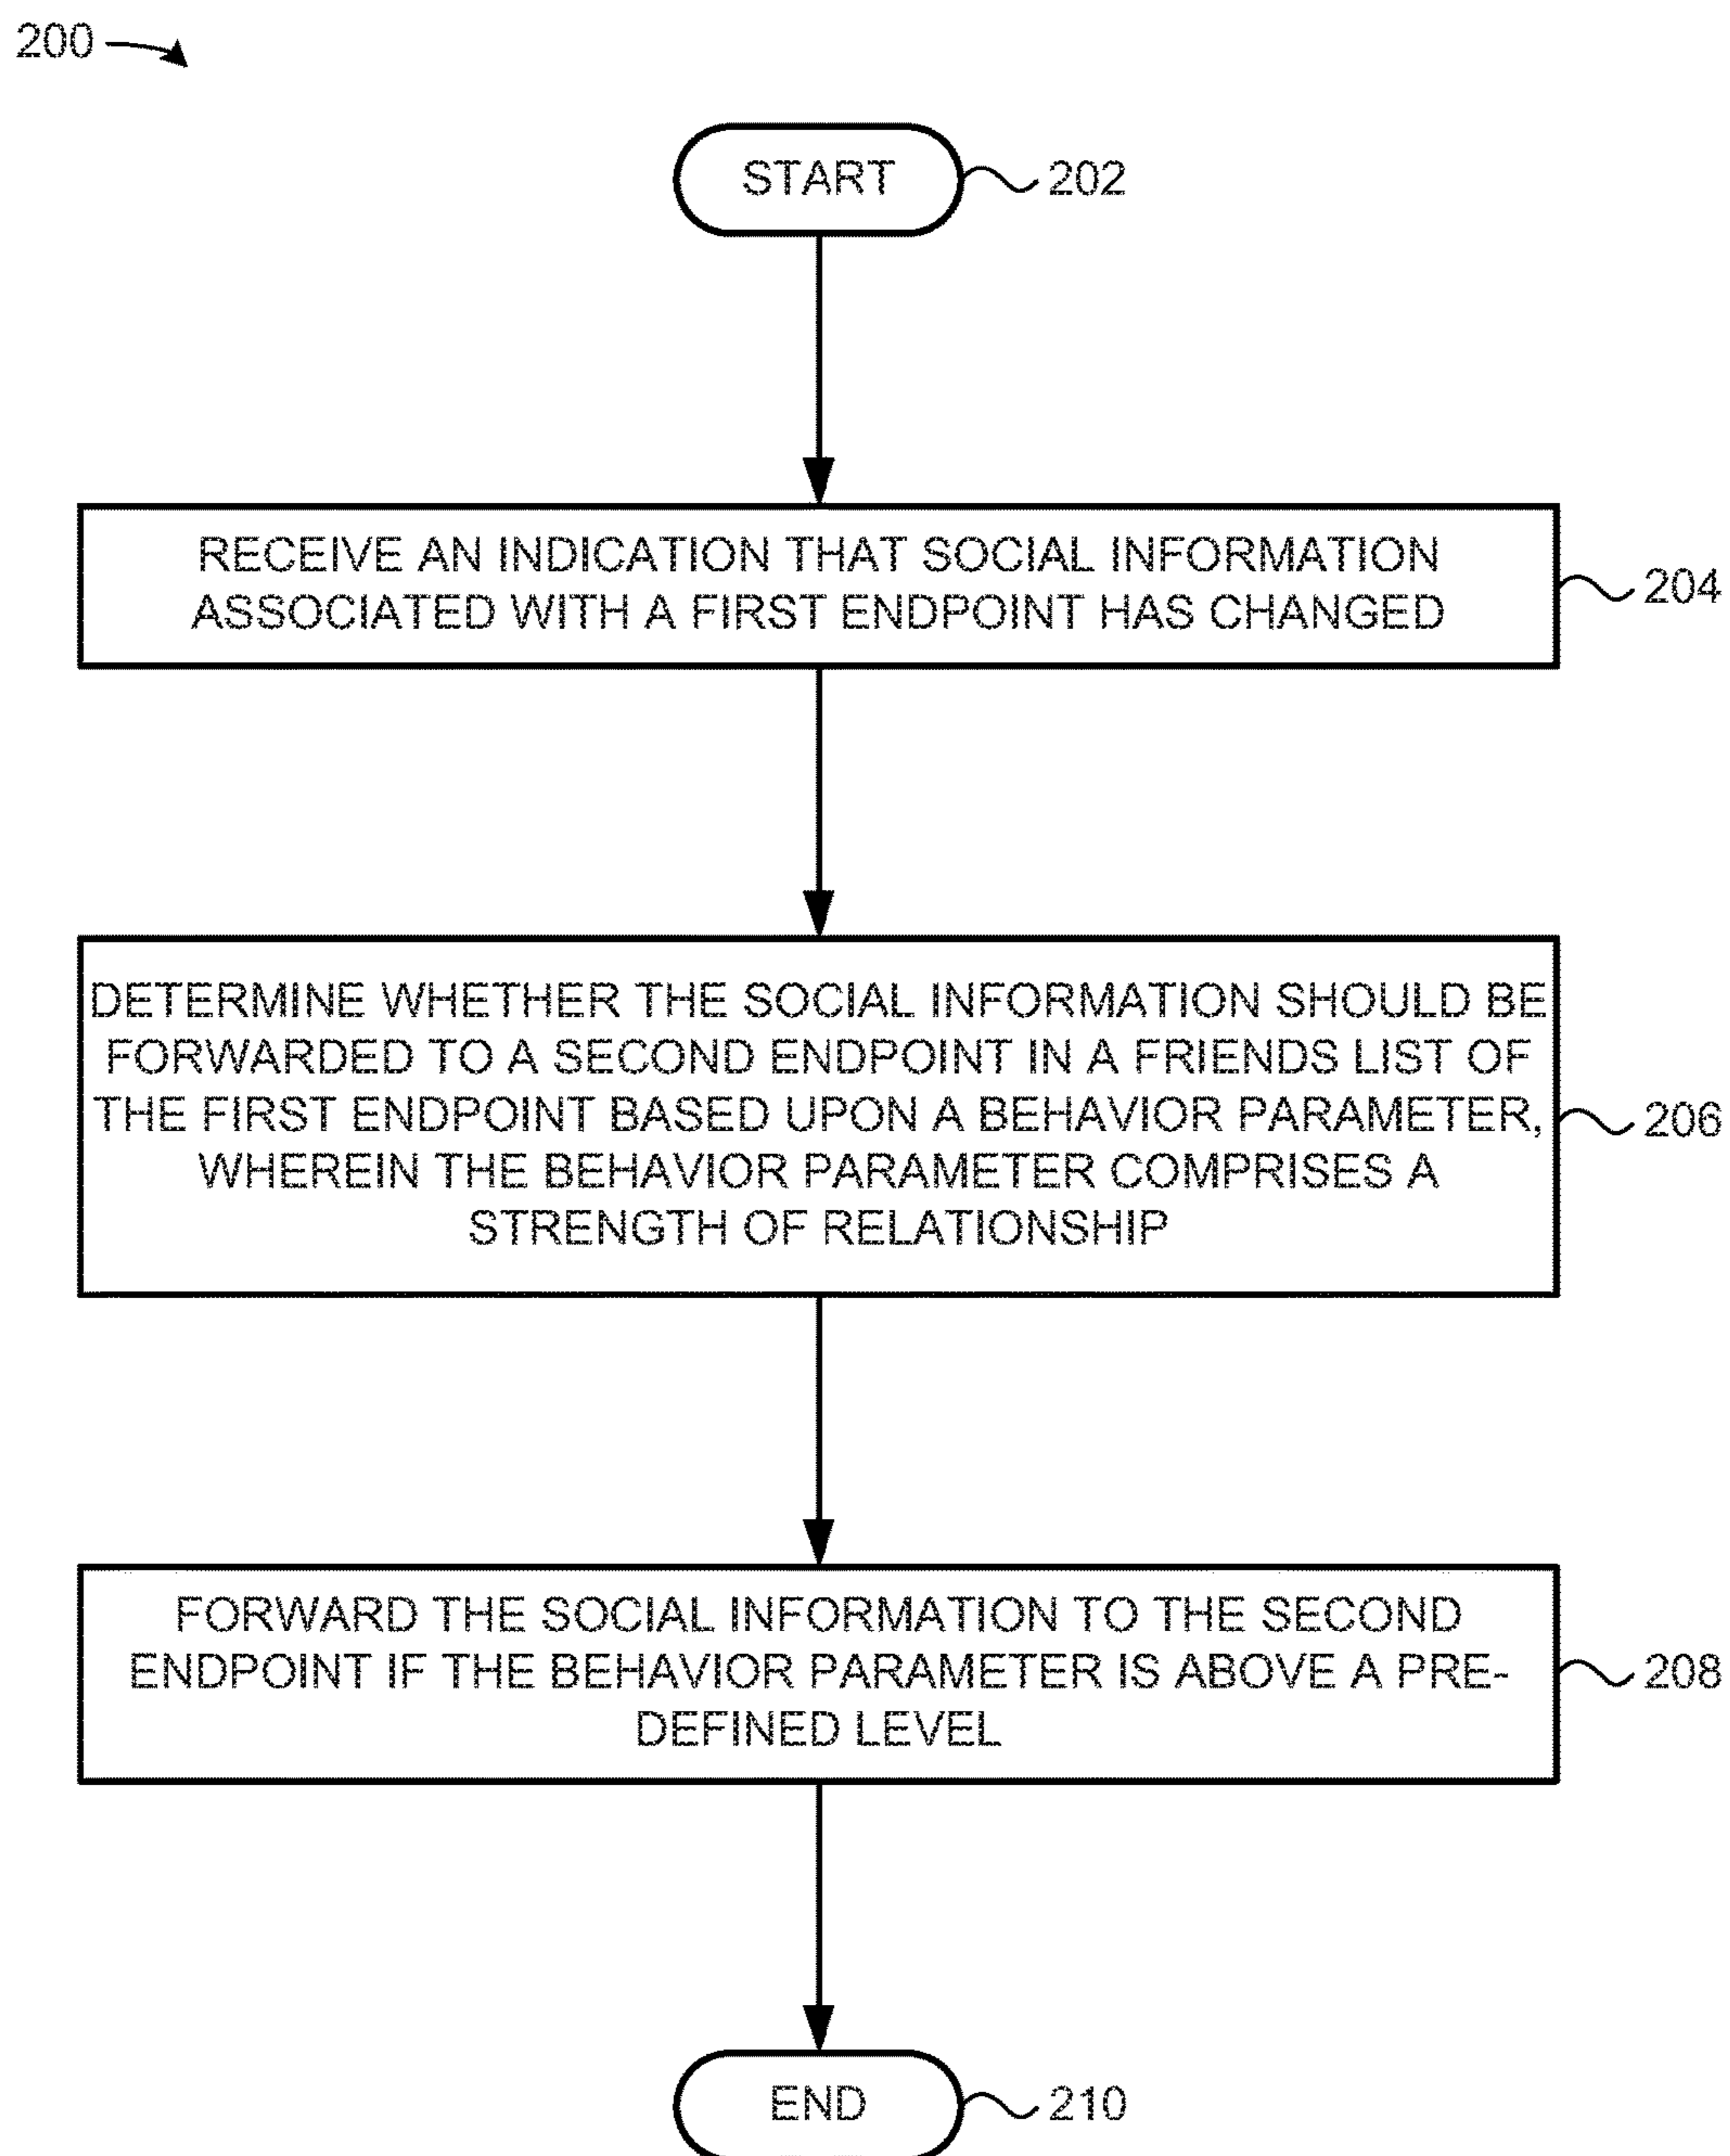 200
START
202
RECEIVE AN INDICATION THAT SOCIAL INFORMATION
ASSOCIATED WITH A FIRST ENDPOINT HAS CHANGED
204
DETERMINE WHETHER THE SOCIAL INFORMATION SHOULD BE
FORWARDED TO A SECOND ENDPOINT IN A FRIENDS LIST OF
THE FIRST ENDPOINT BASED UPON A BEHAVIOR PARAMETER,
WHEREIN THE BEHAVIOR PARAMETER COMPRISES A
STRENGTH OF RELATIONSHIP
206
FORWARD THE SOCIAL INFORMATION TO THE SECOND
ENDPOINT IF THE BEHAVIOR PARAMETER IS ABOVE A PRE-
DEFINED LEVEL
208
END
210